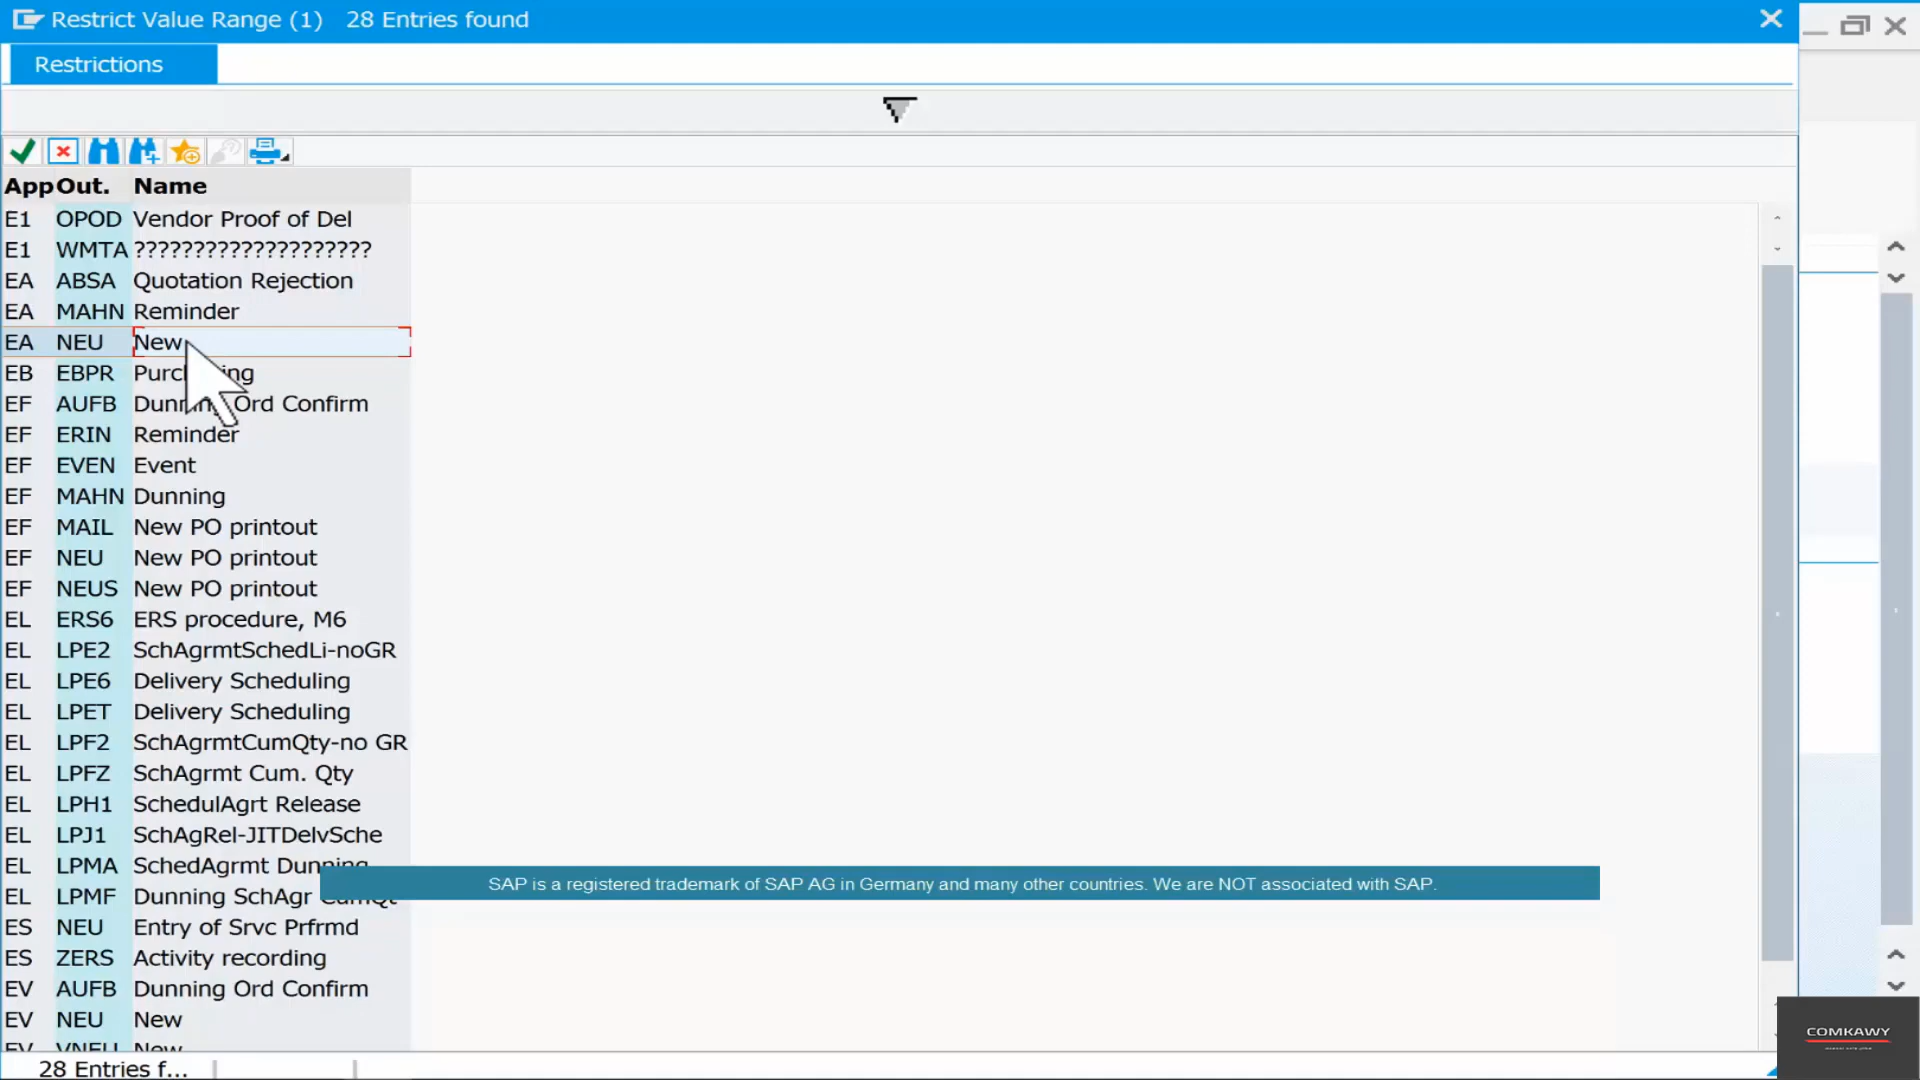 Restrict Value Range (1) 28 Entries found
Restrictions
App Out. Name
E1 OPOD Vendor Proof of Del
E1 WMTA ????????????????????
EA ABSA Quotation Rejection
EA MAHN Reminder
EA NEU New
EB EBPR
EF AUFB Ord Confirm
EF ERIN Reminder
EF EVEN Event
EF MAHN Dunning
EF MAIL New PO printout
EF NEU New PO printout
EF NEUS New PO printout
EL ERS6 ERS procedure, M6
EL LPE2 SchAgrmtSchedLi-noGR
EL LPE6 Delivery Scheduling
EL LPET Delivery Scheduling
EL LPF2 SchAgrmtCumQty-no GR
EL LPFZ SchAgrmt Cum. Qty
EL LPH1 SchedulAgrt Release
EL LPJ1 SchAgRel-JITDelvSche
EL LPMA SchedAgrmt Dunning
SAP is a registered trademark of SAP AG in Germany and many other countries. We are NOT associated with SAP.
EL LPMF Dunning SchAgr CumQt
ES NEU Entry of Srvc Prfrmd
ES ZERS Activity recording
EV AUFB Dunning Ord Confirm
EV NEU New
EV VNEU New
COMKAWY
28 Entries f...